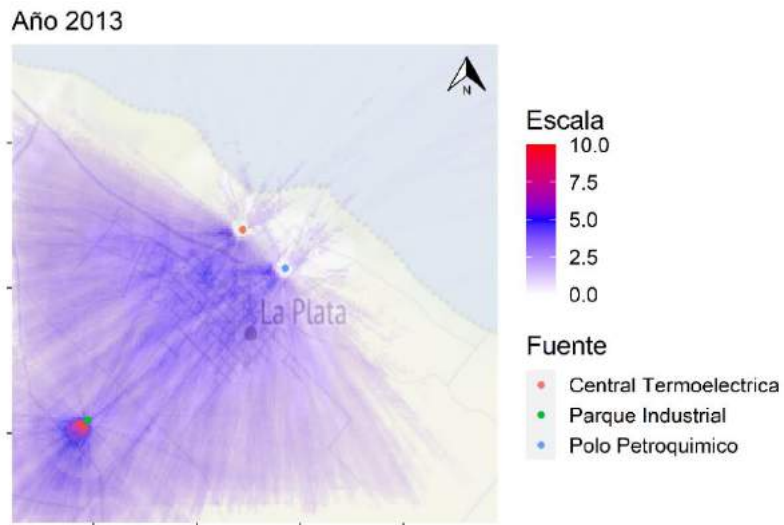 Año 2013
N
La Plata
Escala
10.0
7.5
5.0
2.5
0.0
Fuente
Central Termoelectrica
Parque Industrial
Polo Petroquimico